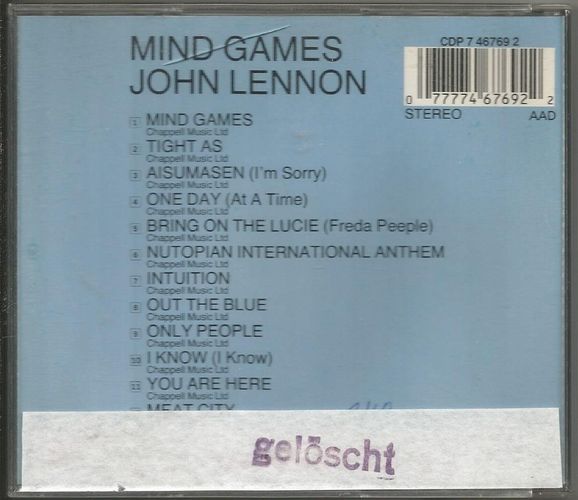 MIND GAMES
JOHN LENNON
CDP 7 46769 2
0 77774 67692 2
STEREO AAD
1 MIND GAMES
Chappell Music Ltd
2 TIGHT AS
Chappell Music Ltd
3 AISUMASEN (I'm Sorry)
Chappell Music Ltd
4 ONE DAY (At A Time)
Chappell Music Ltd
5 BRING ON THE LUCIE (Freda Peeple)
Chappell Music Ltd
6 NUTOPIAN INTERNATIONAL ANTHEM
Chappell Music Ltd
7 INTUITION
Chappell Music Ltd
8 OUT THE BLUE
Chappell Music Ltd
9 ONLY PEOPLE
Chappell Music Ltd
10 I KNOW (I Know)
Chappell Music Ltd
11 YOU ARE HERE
Chappell Music Ltd
MEAT CITY
gelöscht